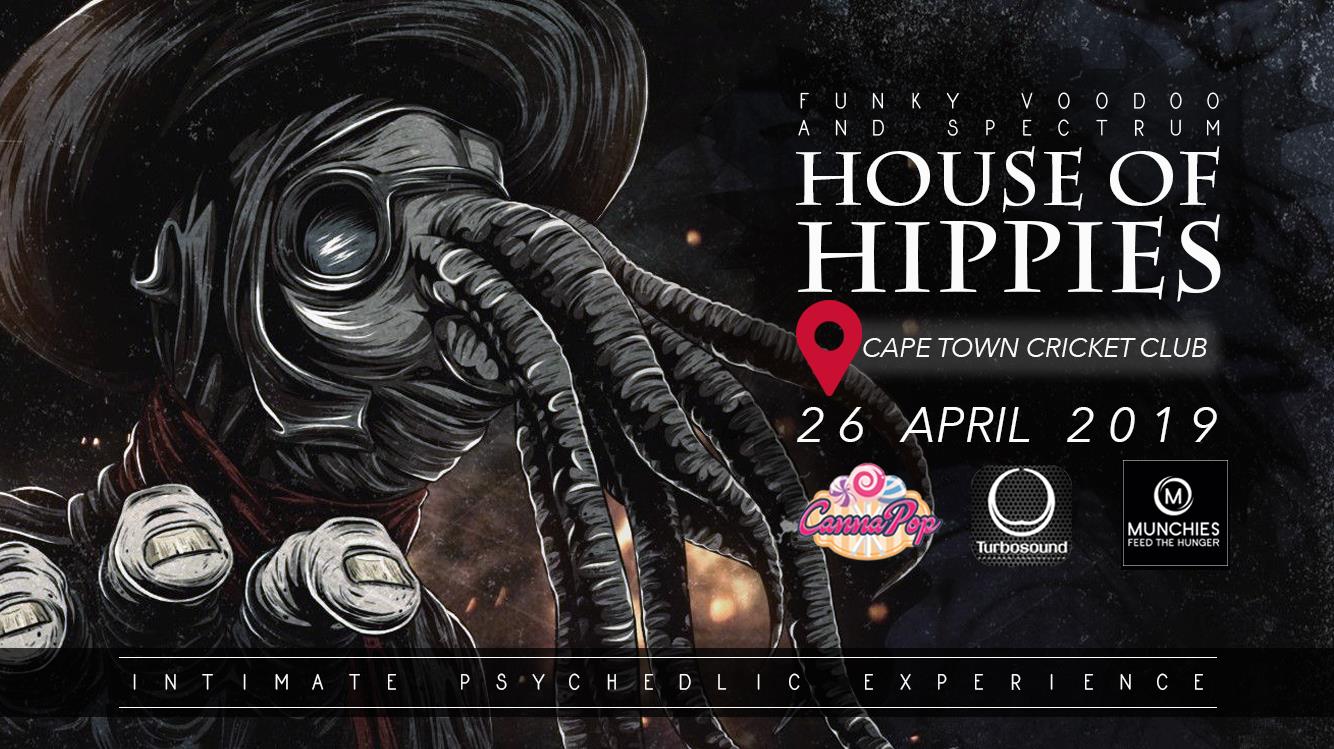 FUNKY VOODOO
AND SPECTRUM
HOUSE OF
HIPPIES
CAPE TOWN CRICKET CLUB
26 APRIL 2019
CannaPop
Turbosound
M
MUNCHIES
FEED THE HUNGER
INTIMATE PSYCHEDLIC EXPERIENCE